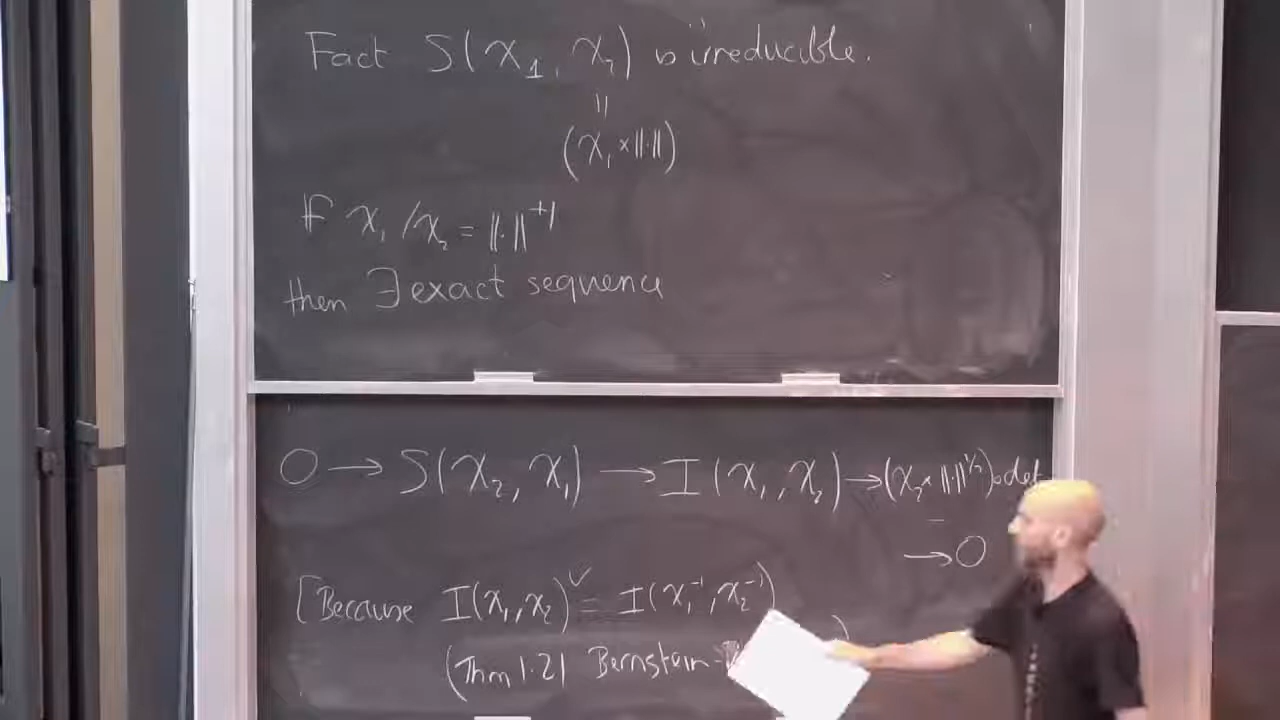 Fact S(χ₁, χ₂) is irreducible.
"
(χ₁ × ||·||)
If χ₁/χ₂ = ||·||⁺¹
then ∃ exact sequence
0 → S(χ₂, χ₁) → I(χ₁, χ₂) → (χ₂ × ||·||^{1/2})∘det
→ 0
[Because I(χ₁, χ₂)^∨ = I(χ₁⁻¹, χ₂⁻¹)
(Thm 1.21 Bernstein-